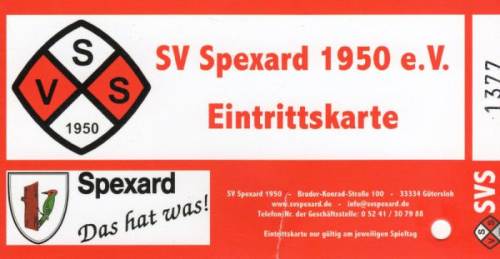 S
V S
1950
SV Spexard 1950 e.V.
Eintrittskarte
1377
Spexard
Das hat was!
SV Spexard 1950 - Bruder-Konrad-Straße 100 - 33334 Gütersloh
www.svspexard.de - info@svspexard.de
Telefon-Nr. der Geschäftsstelle: 0 52 41 / 30 79 88
Eintrittskarte nur gültig am jeweiligen Spieltag
SVS
S
V S